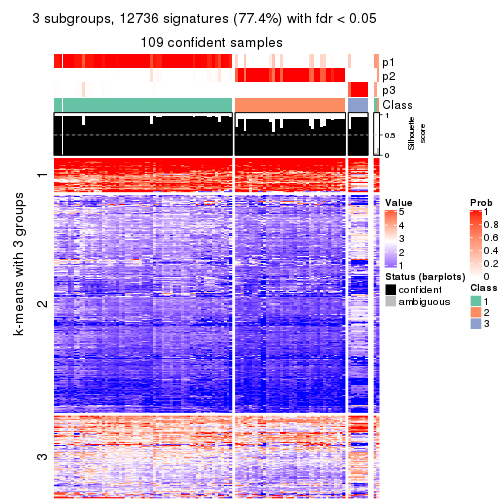 3 subgroups, 12736 signatures (77.4%) with fdr < 0.05
109 confident samples
p1
p2
p3
Class
1
0.5
0
Silhouette
score
k-means with 3 groups
1
2
3
Value
5
4
3
2
1
Status (barplots)
confident
ambiguous
Prob
1
0.8
0.6
0.4
0.2
0
Class
1
2
3